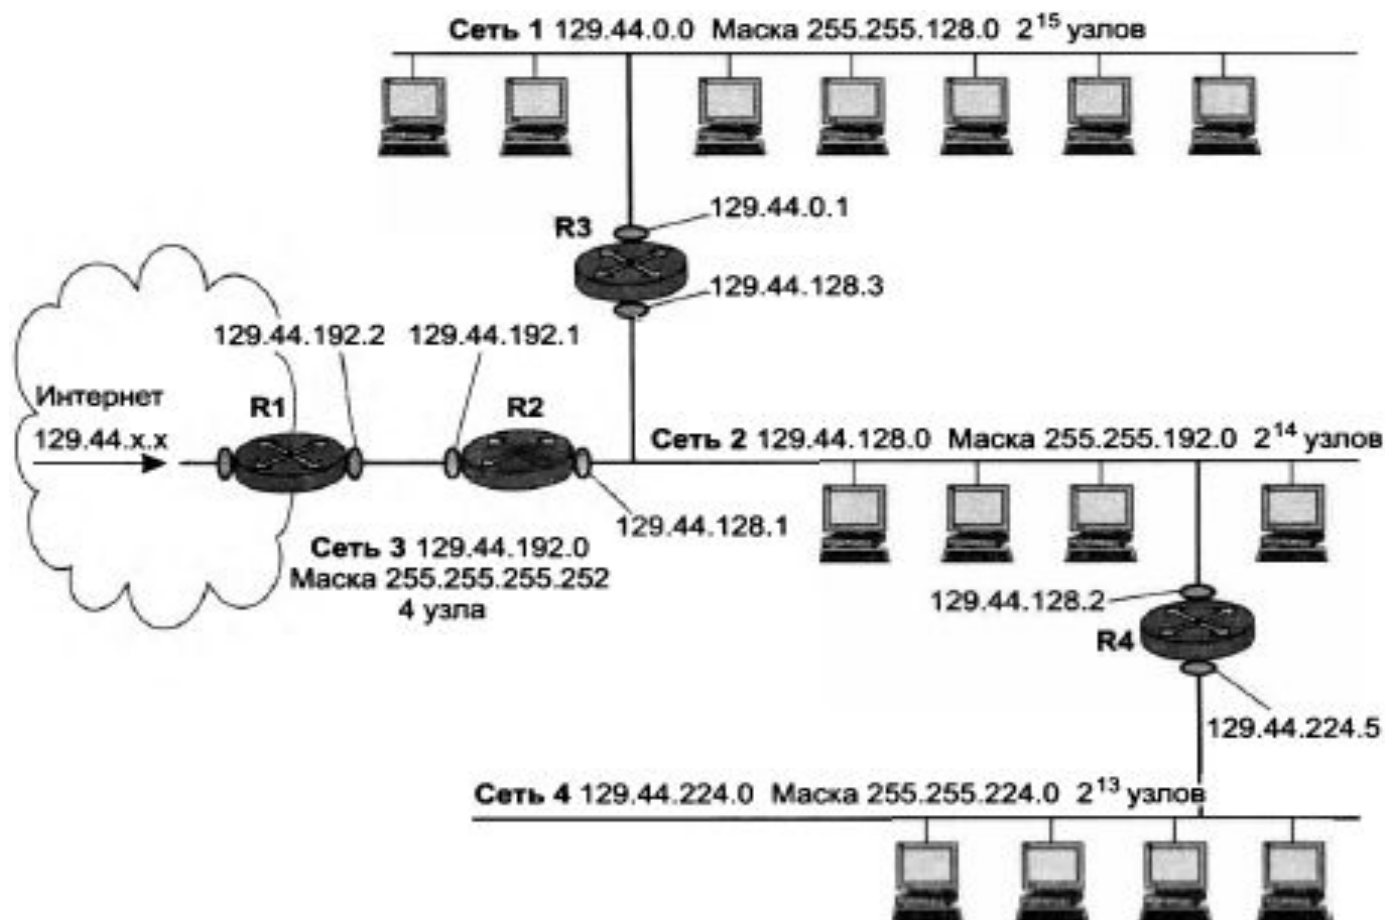 Сеть 1 129.44.0.0 Маска 255.255.128.0 2¹⁵ узлов
129.44.0.1
R3
129.44.128.3
129.44.192.2 129.44.192.1
Интернет
R1
R2
129.44.x.x
Сеть 2 129.44.128.0 Маска 255.255.192.0 2¹⁴ узлов
129.44.128.1
Сеть 3 129.44.192.0
Маска 255.255.255.252
4 узла
129.44.128.2
R4
129.44.224.5
Сеть 4 129.44.224.0 Маска 255.255.224.0 2¹³ узлов